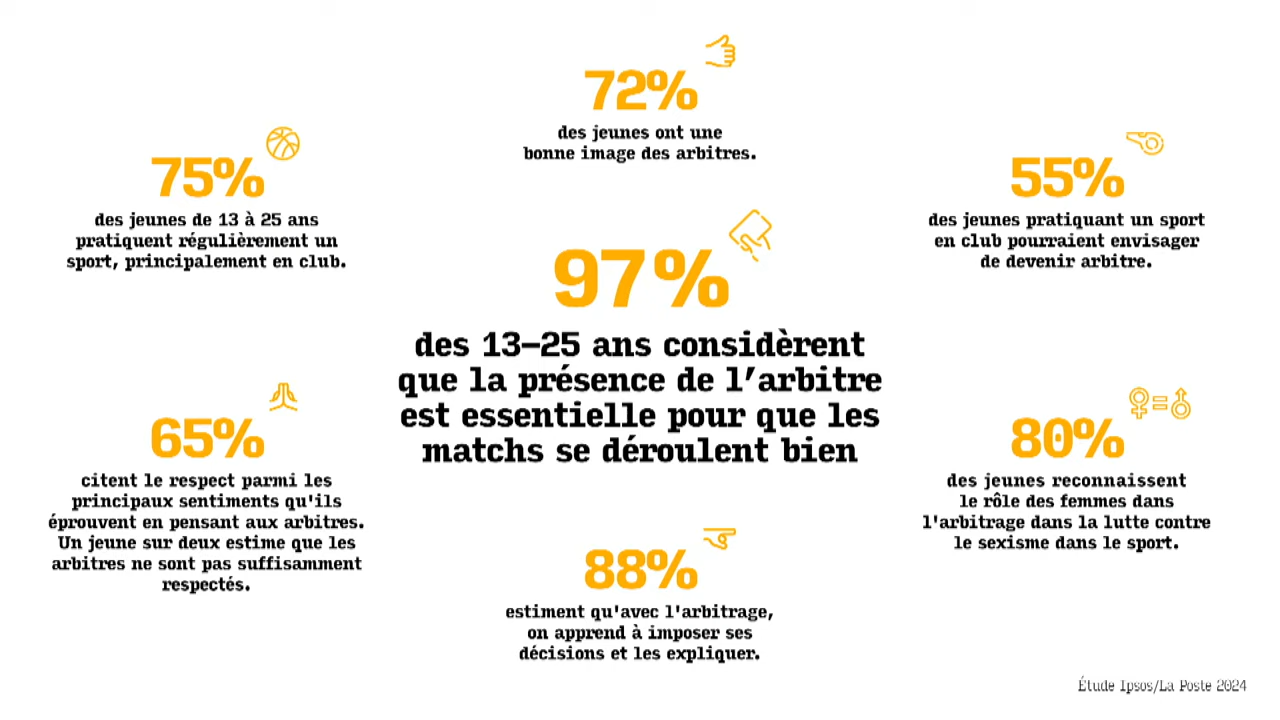 72%
des jeunes ont une
bonne image des arbitres.
75%
des jeunes de 13 à 25 ans
pratiquent régulièrement un
sport, principalement en club.
55%
des jeunes pratiquant un sport
en club pourraient envisager
de devenir arbitre.
97%
des 13–25 ans considèrent
que la présence de l’arbitre
est essentielle pour que les
matchs se déroulent bien
65%
citent le respect parmi les
principaux sentiments qu'ils
éprouvent en pensant aux arbitres.
Un jeune sur deux estime que les
arbitres ne sont pas suffisamment
respectés.
80%
des jeunes reconnaissent
le rôle des femmes dans
l'arbitrage dans la lutte contre
le sexisme dans le sport.
88%
estiment qu'avec l'arbitrage,
on apprend à imposer ses
décisions et les expliquer.
Étude Ipsos/La Poste 2024